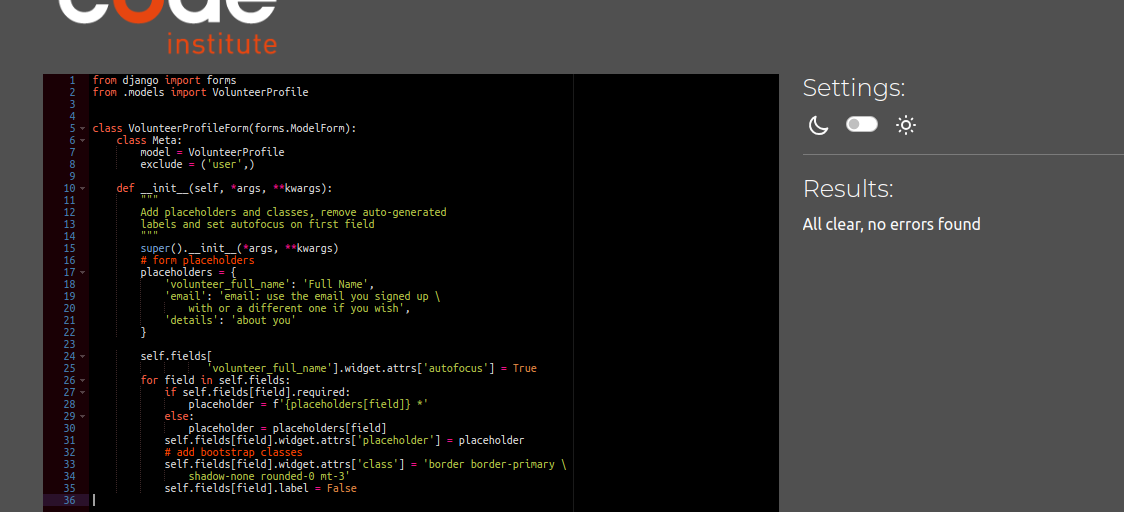 code
institute
1 from django import forms
2 from .models import VolunteerProfile
3
4
5 class VolunteerProfileForm(forms.ModelForm):
6     class Meta:
7         model = VolunteerProfile
8         exclude = ('user',)
9
10     def __init__(self, *args, **kwargs):
11         """
12         Add placeholders and classes, remove auto-generated
13         labels and set autofocus on first field
14         """
15         super().__init__(*args, **kwargs)
16         # form placeholders
17         placeholders = {
18             'volunteer_full_name': 'Full Name',
19             'email': 'email: use the email you signed up \
20                 with or a different one if you wish',
21             'details': 'about you'
22         }
23
24         self.fields[
25                    'volunteer_full_name'].widget.attrs['autofocus'] = True
26         for field in self.fields:
27             if self.fields[field].required:
28                 placeholder = f'{placeholders[field]} *'
29             else:
30                 placeholder = placeholders[field]
31             self.fields[field].widget.attrs['placeholder'] = placeholder
32             # add bootstrap classes
33             self.fields[field].widget.attrs['class'] = 'border border-primary \
34                 shadow-none rounded-0 mt-3'
35             self.fields[field].label = False
36
Settings:
Results:
All clear, no errors found